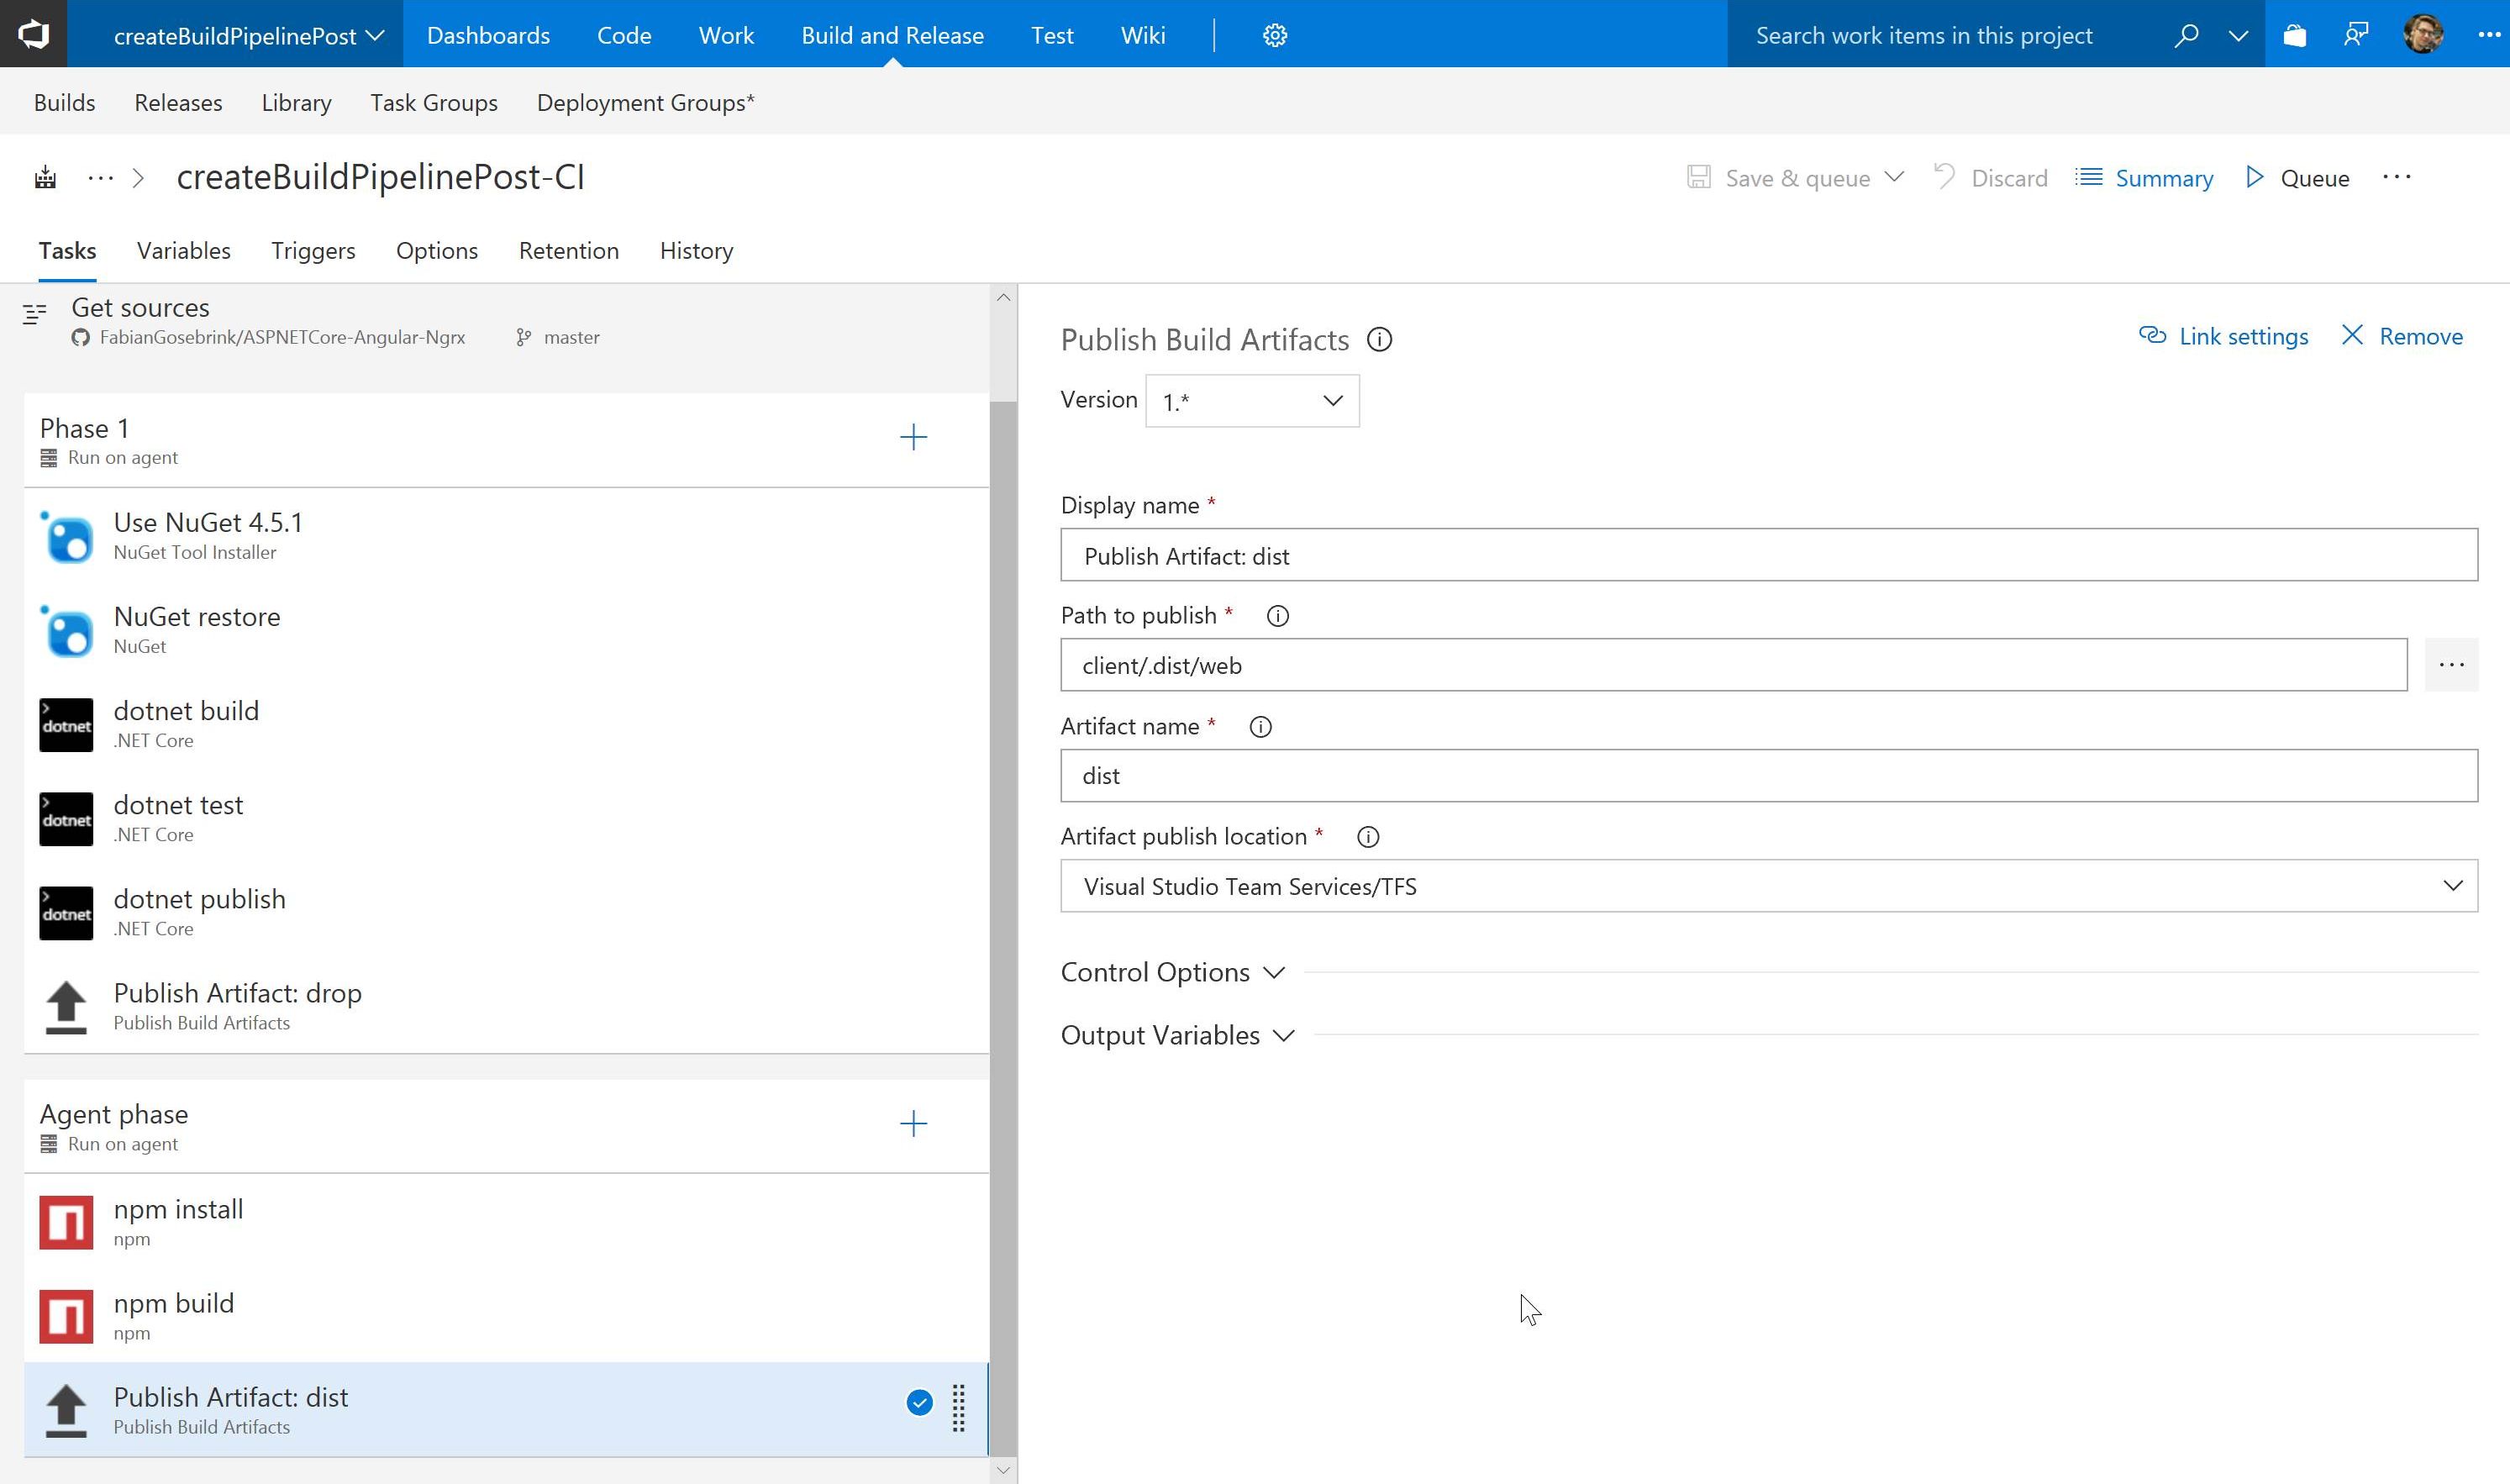 createBuildPipelinePost
Dashboards Code Work Build and Release Test Wiki
Search work items in this project
Builds Releases Library Task Groups Deployment Groups*
··· createBuildPipelinePost-CI
Save & queue Discard Summary Queue ···
Tasks Variables Triggers Options Retention History
Get sources
FabianGosebrink/ASPNETCore-Angular-Ngrx master
Phase 1
Run on agent
Use NuGet 4.5.1
NuGet Tool Installer
NuGet restore
NuGet
dotnet build
.NET Core
dotnet
dotnet test
.NET Core
dotnet
dotnet publish
.NET Core
dotnet
Publish Artifact: drop
Publish Build Artifacts
Agent phase
Run on agent
npm install
npm
npm build
npm
Publish Artifact: dist
Publish Build Artifacts
Publish Build Artifacts
Link settings Remove
Version 1.*
Display name *
Publish Artifact: dist
Path to publish *
client/.dist/web
Artifact name *
dist
Artifact publish location *
Visual Studio Team Services/TFS
Control Options
Output Variables